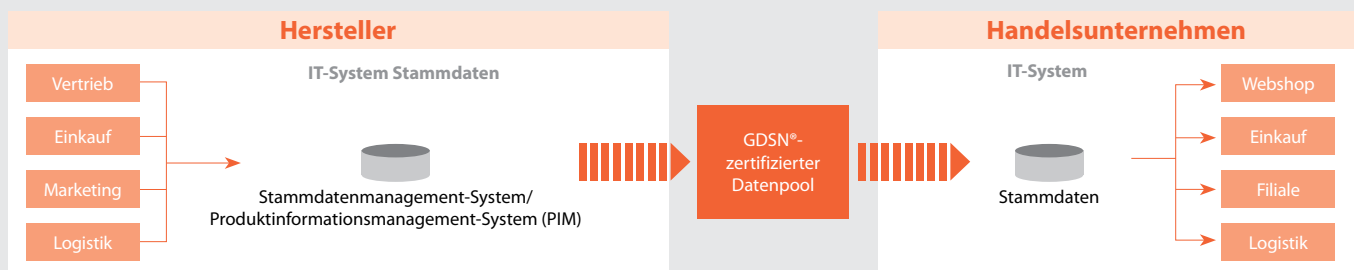 Hersteller
IT-System Stammdaten
Vertrieb
Einkauf
Marketing
Logistik
Stammdatenmanagement-System/
Produktinformationsmanagement-System (PIM)
GDSN®-
zertifizierter
Datenpool
Handelsunternehmen
IT-System
Stammdaten
Webshop
Einkauf
Filiale
Logistik